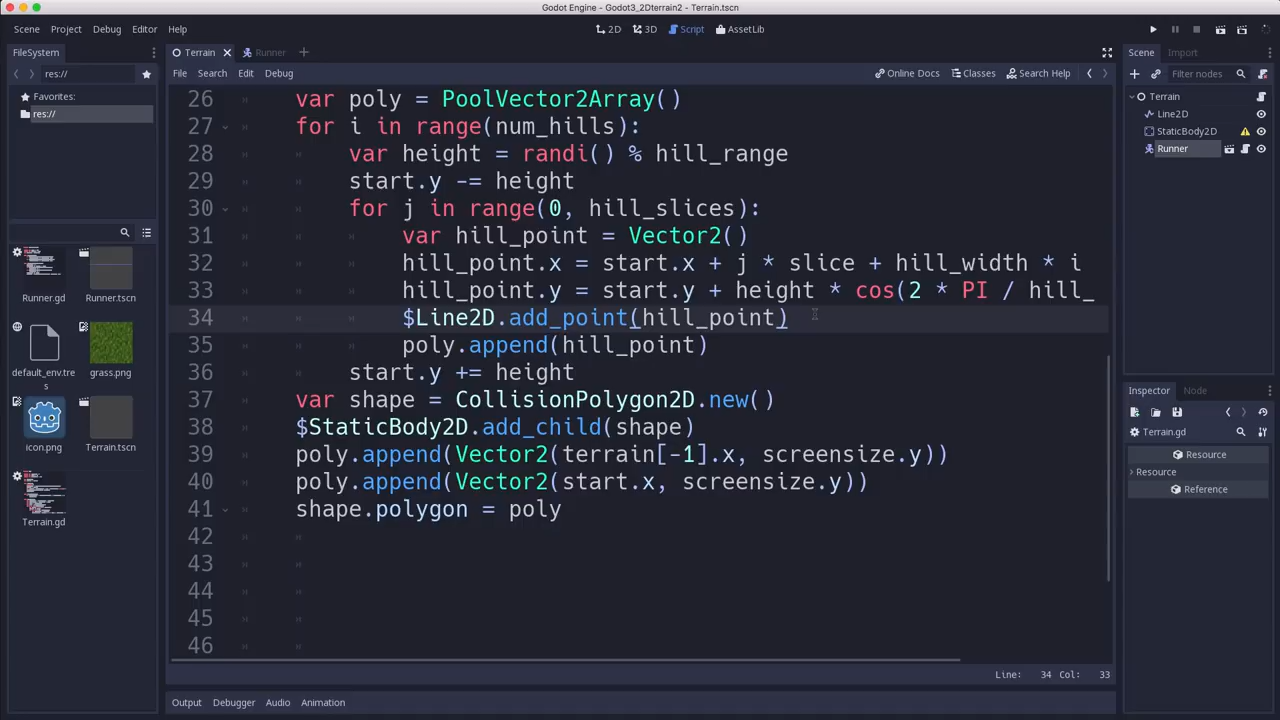 Godot Engine - Godot3_2Dterrain2 - Terrain.tscn
Scene Project Debug Editor Help
2D 3D Script AssetLib
FileSystem
res://
Favorites:
res://
Runner.gd Runner.tscn
default_env.tres
grass.png
icon.png Terrain.tscn
Terrain.gd
Terrain Runner
File Search Edit Debug
Online Docs Classes Search Help
26 var poly = PoolVector2Array()
27 for i in range(num_hills):
28 var height = randi() % hill_range
29 start.y -= height
30 for j in range(0, hill_slices):
31 var hill_point = Vector2()
32 hill_point.x = start.x + j * slice + hill_width * i
33 hill_point.y = start.y + height * cos(2 * PI / hill_
34 $Line2D.add_point(hill_point)
35 poly.append(hill_point)
36 start.y += height
37 var shape = CollisionPolygon2D.new()
38 $StaticBody2D.add_child(shape)
39 poly.append(Vector2(terrain[-1].x, screensize.y))
40 poly.append(Vector2(start.x, screensize.y))
41 shape.polygon = poly
42
43
44
45
46
Line: 34 Col: 33
Output Debugger Audio Animation
Scene Import
Filter nodes
Terrain
Line2D
StaticBody2D
Runner
Inspector Node
Terrain.gd
Resource
Resource
Reference